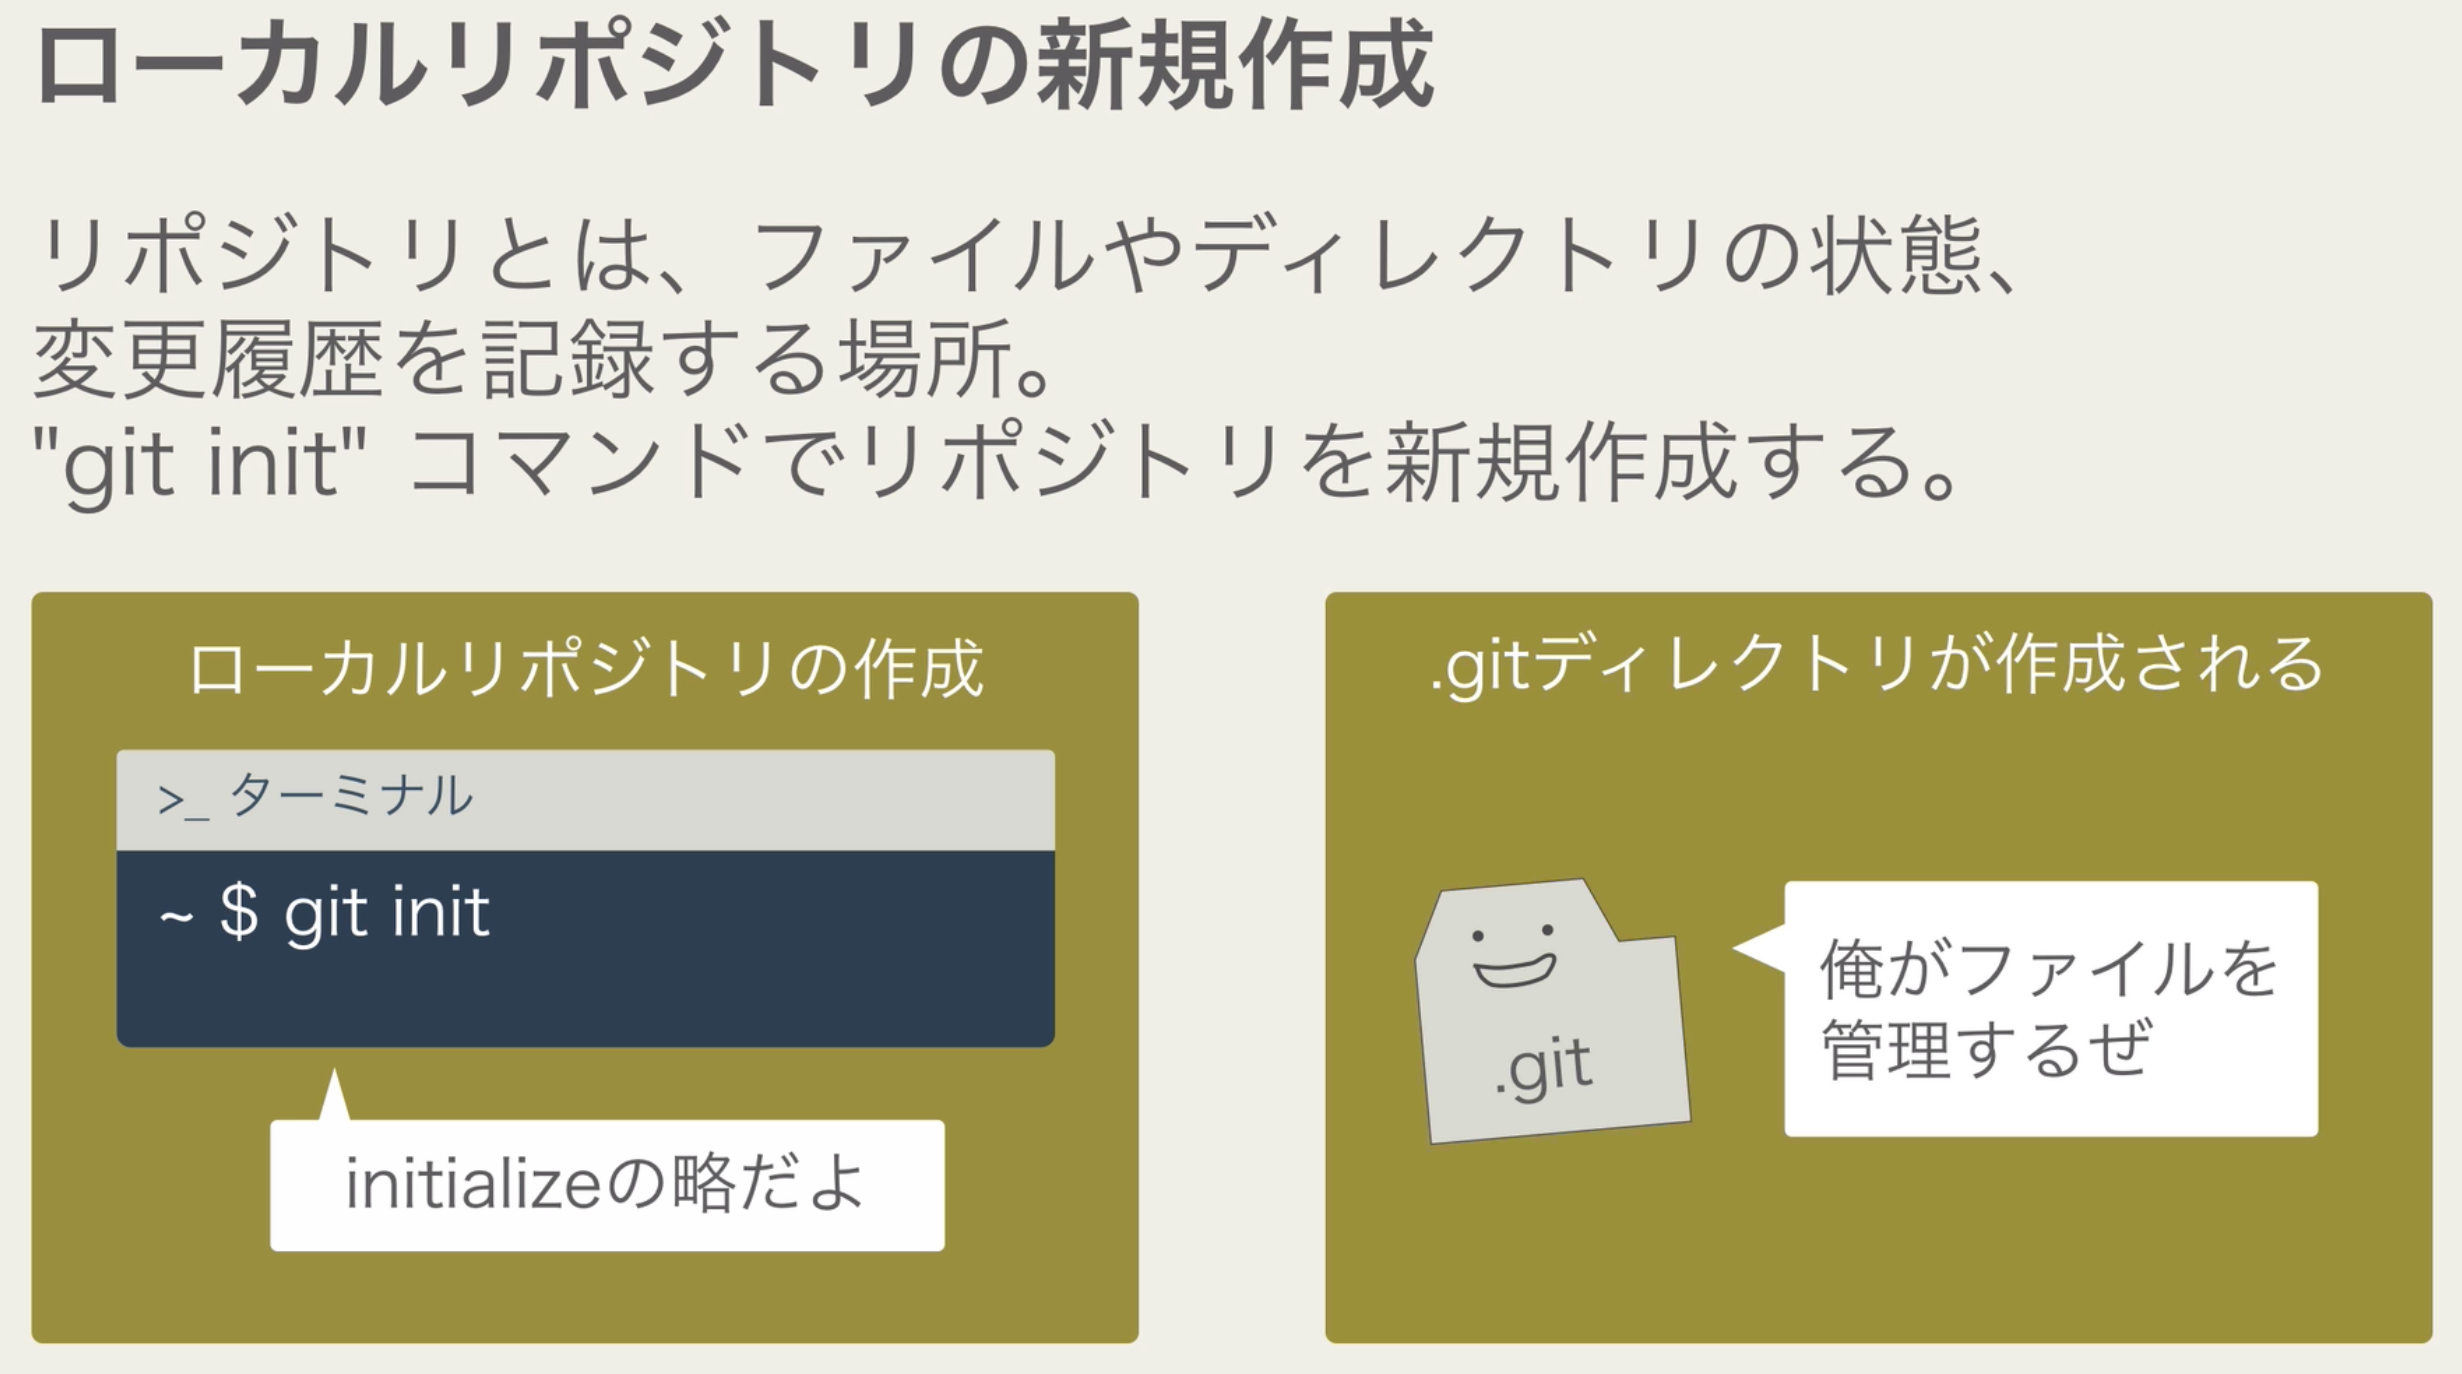 ローカルリポジトリの新規作成
リポジトリとは、ファイルやディレクトリの状態、
変更履歴を記録する場所。
"git init" コマンドでリポジトリを新規作成する。
ローカルリポジトリの作成
>_ ターミナル
~ $ git init
initializeの略だよ
.gitディレクトリが作成される
.git
俺がファイルを
管理するぜ